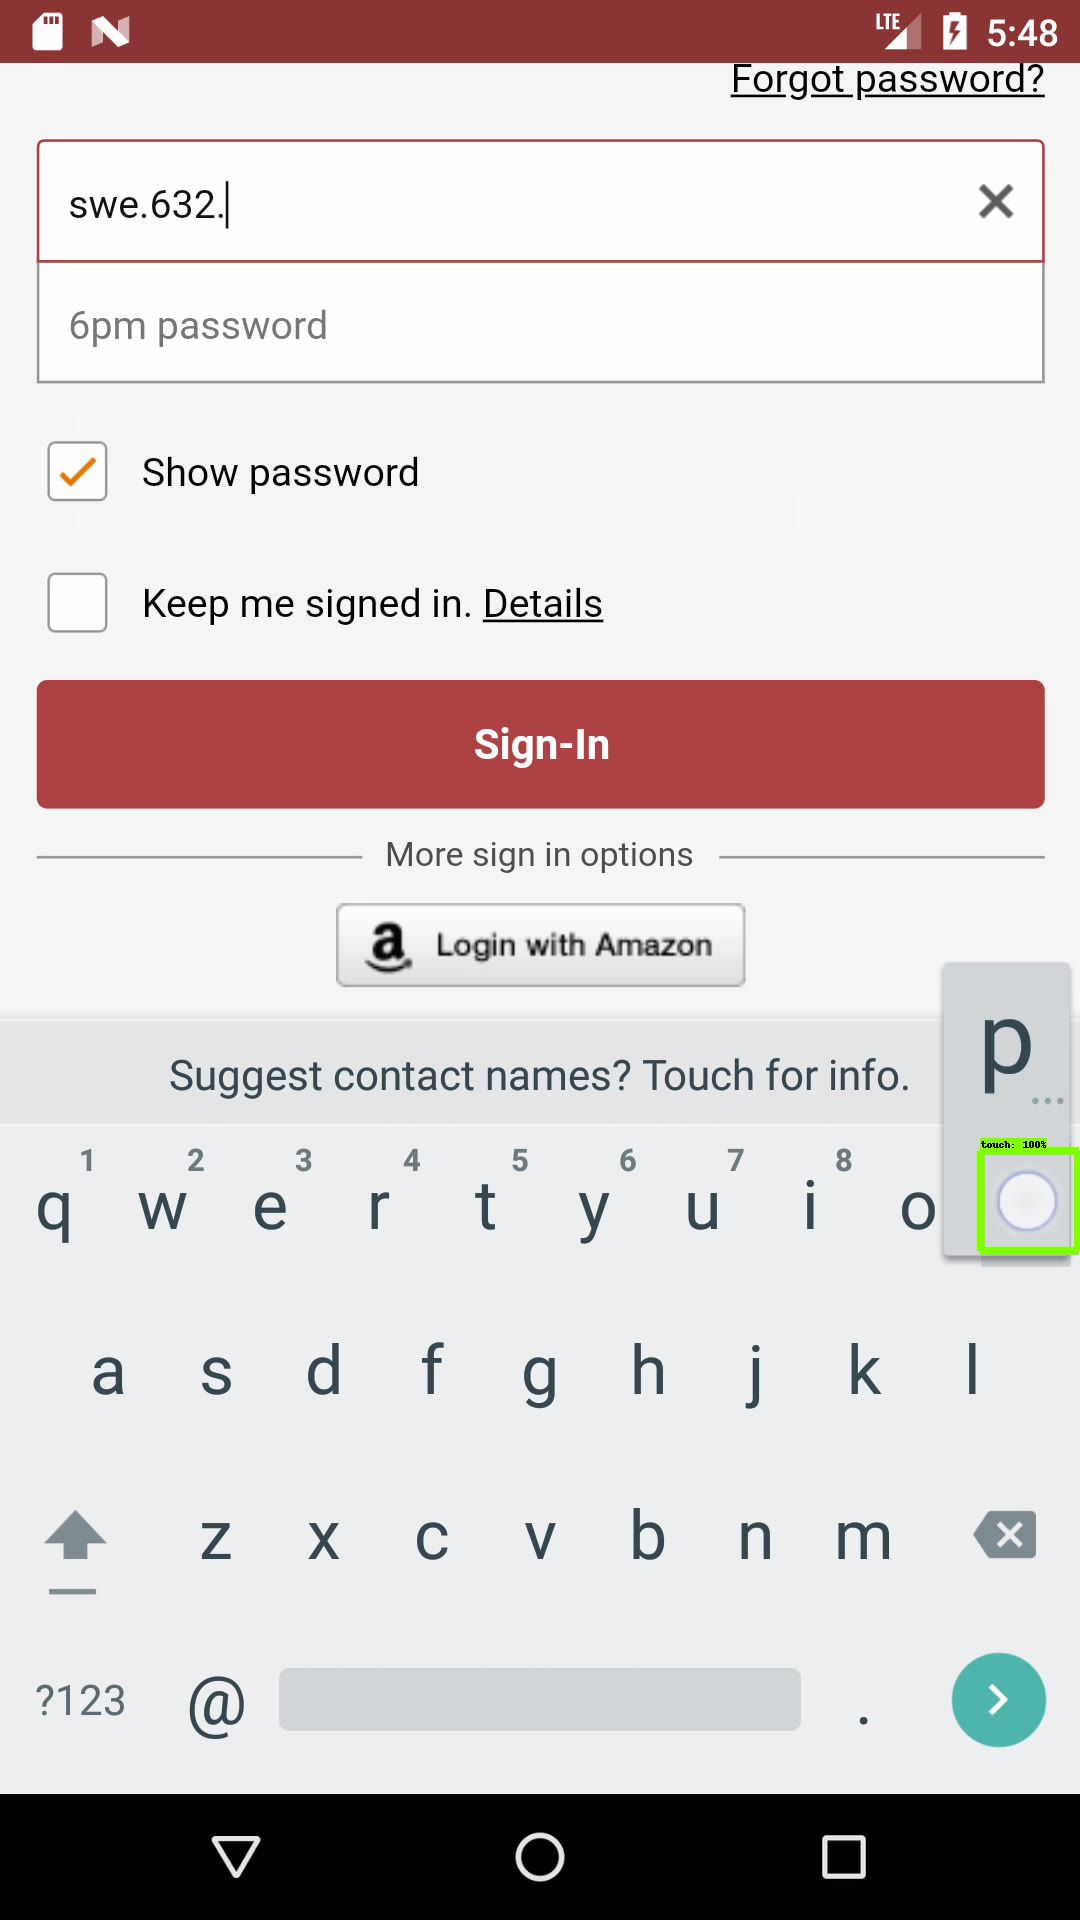 LTE 5:48
Forgot password?
swe.632.
6pm password
Show password
Keep me signed in. Details
Sign-In
More sign in options
a Login with Amazon
p
...
Suggest contact names? Touch for info.
touch: 100%
1 2 3 4 5 6 7 8
q w e r t y u i o
a s d f g h j k l
z x c v b n m
?123 @ .